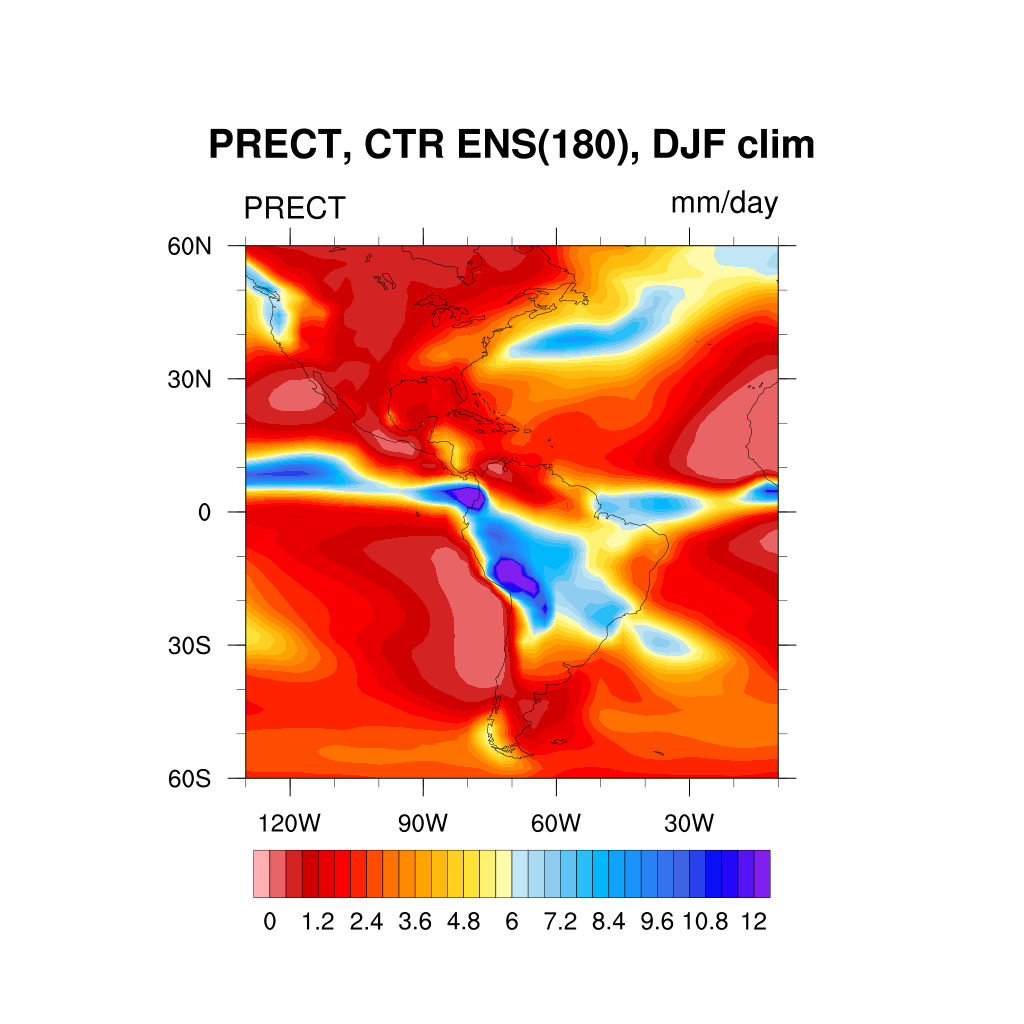 PRECT, CTR ENS(180), DJF clim
PRECT mm/day
60N
30N
0
30S
60S
120W 90W 60W 30W
0 1.2 2.4 3.6 4.8 6 7.2 8.4 9.6 10.8 12